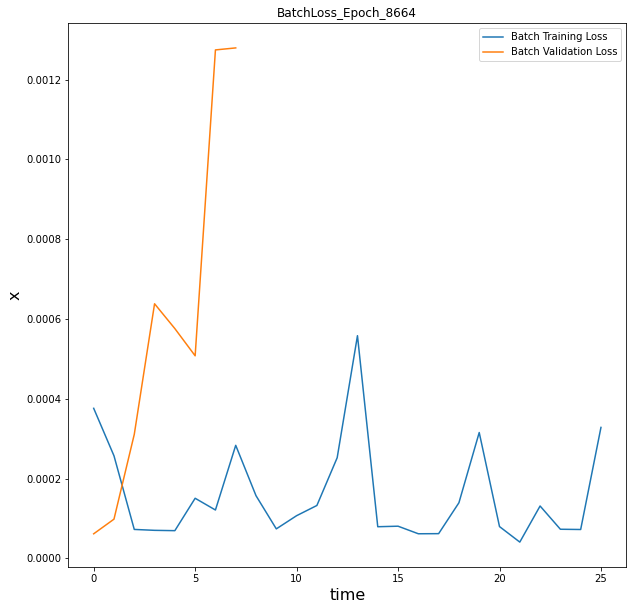 BatchLoss_Epoch_8664
Batch Training Loss
Batch Validation Loss
0.0012
0.0010
0.0008
0.0006
0.0004
0.0002
0.0000
x
0 5 10 15 20 25
time